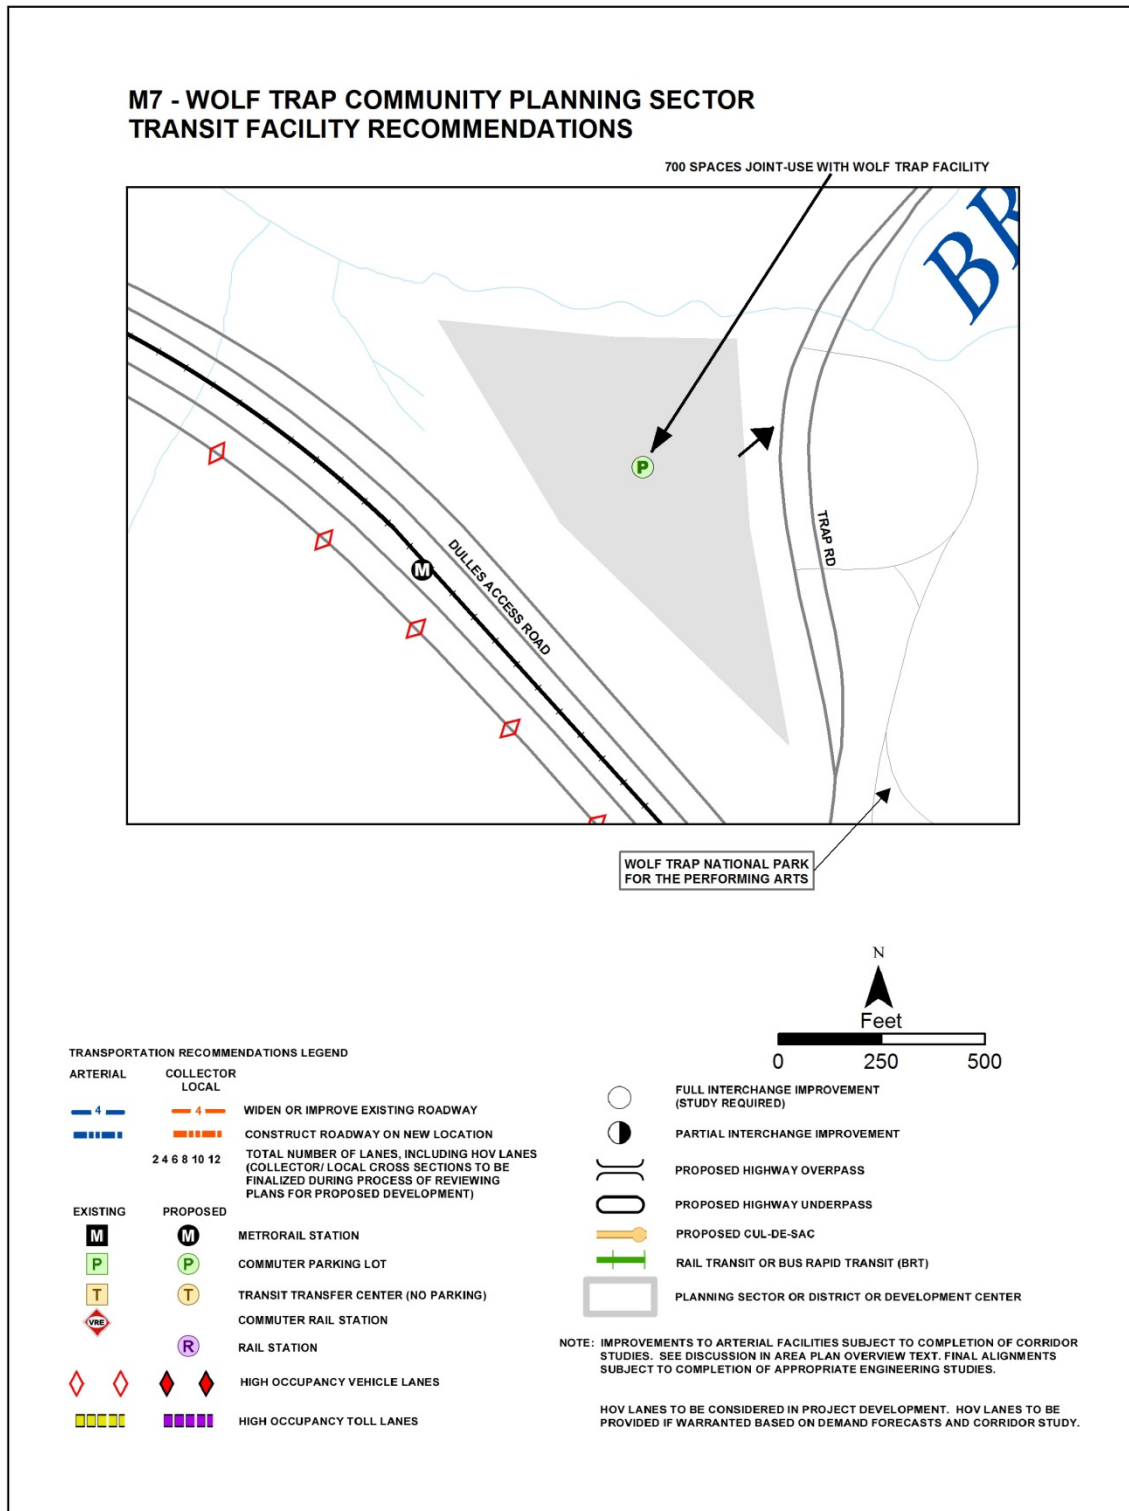 M7 - WOLF TRAP COMMUNITY PLANNING SECTOR
TRANSIT FACILITY RECOMMENDATIONS
700 SPACES JOINT-USE WITH WOLF TRAP FACILITY
BR
P
TRAP RD
M
DULLES ACCESS ROAD
WOLF TRAP NATIONAL PARK
FOR THE PERFORMING ARTS
N
Feet
0 250 500
TRANSPORTATION RECOMMENDATIONS LEGEND
ARTERIAL COLLECTOR
LOCAL
4 4 WIDEN OR IMPROVE EXISTING ROADWAY
CONSTRUCT ROADWAY ON NEW LOCATION
2 4 6 8 10 12 TOTAL NUMBER OF LANES, INCLUDING HOV LANES
(COLLECTOR/ LOCAL CROSS SECTIONS TO BE
FINALIZED DURING PROCESS OF REVIEWING
PLANS FOR PROPOSED DEVELOPMENT)
EXISTING PROPOSED
M M METRORAIL STATION
P P COMMUTER PARKING LOT
T T TRANSIT TRANSFER CENTER (NO PARKING)
VRE COMMUTER RAIL STATION
R RAIL STATION
HIGH OCCUPANCY VEHICLE LANES
HIGH OCCUPANCY TOLL LANES
FULL INTERCHANGE IMPROVEMENT
(STUDY REQUIRED)
PARTIAL INTERCHANGE IMPROVEMENT
PROPOSED HIGHWAY OVERPASS
PROPOSED HIGHWAY UNDERPASS
PROPOSED CUL-DE-SAC
RAIL TRANSIT OR BUS RAPID TRANSIT (BRT)
PLANNING SECTOR OR DISTRICT OR DEVELOPMENT CENTER
NOTE: IMPROVEMENTS TO ARTERIAL FACILITIES SUBJECT TO COMPLETION OF CORRIDOR
STUDIES. SEE DISCUSSION IN AREA PLAN OVERVIEW TEXT. FINAL ALIGNMENTS
SUBJECT TO COMPLETION OF APPROPRIATE ENGINEERING STUDIES.
HOV LANES TO BE CONSIDERED IN PROJECT DEVELOPMENT. HOV LANES TO BE
PROVIDED IF WARRANTED BASED ON DEMAND FORECASTS AND CORRIDOR STUDY.